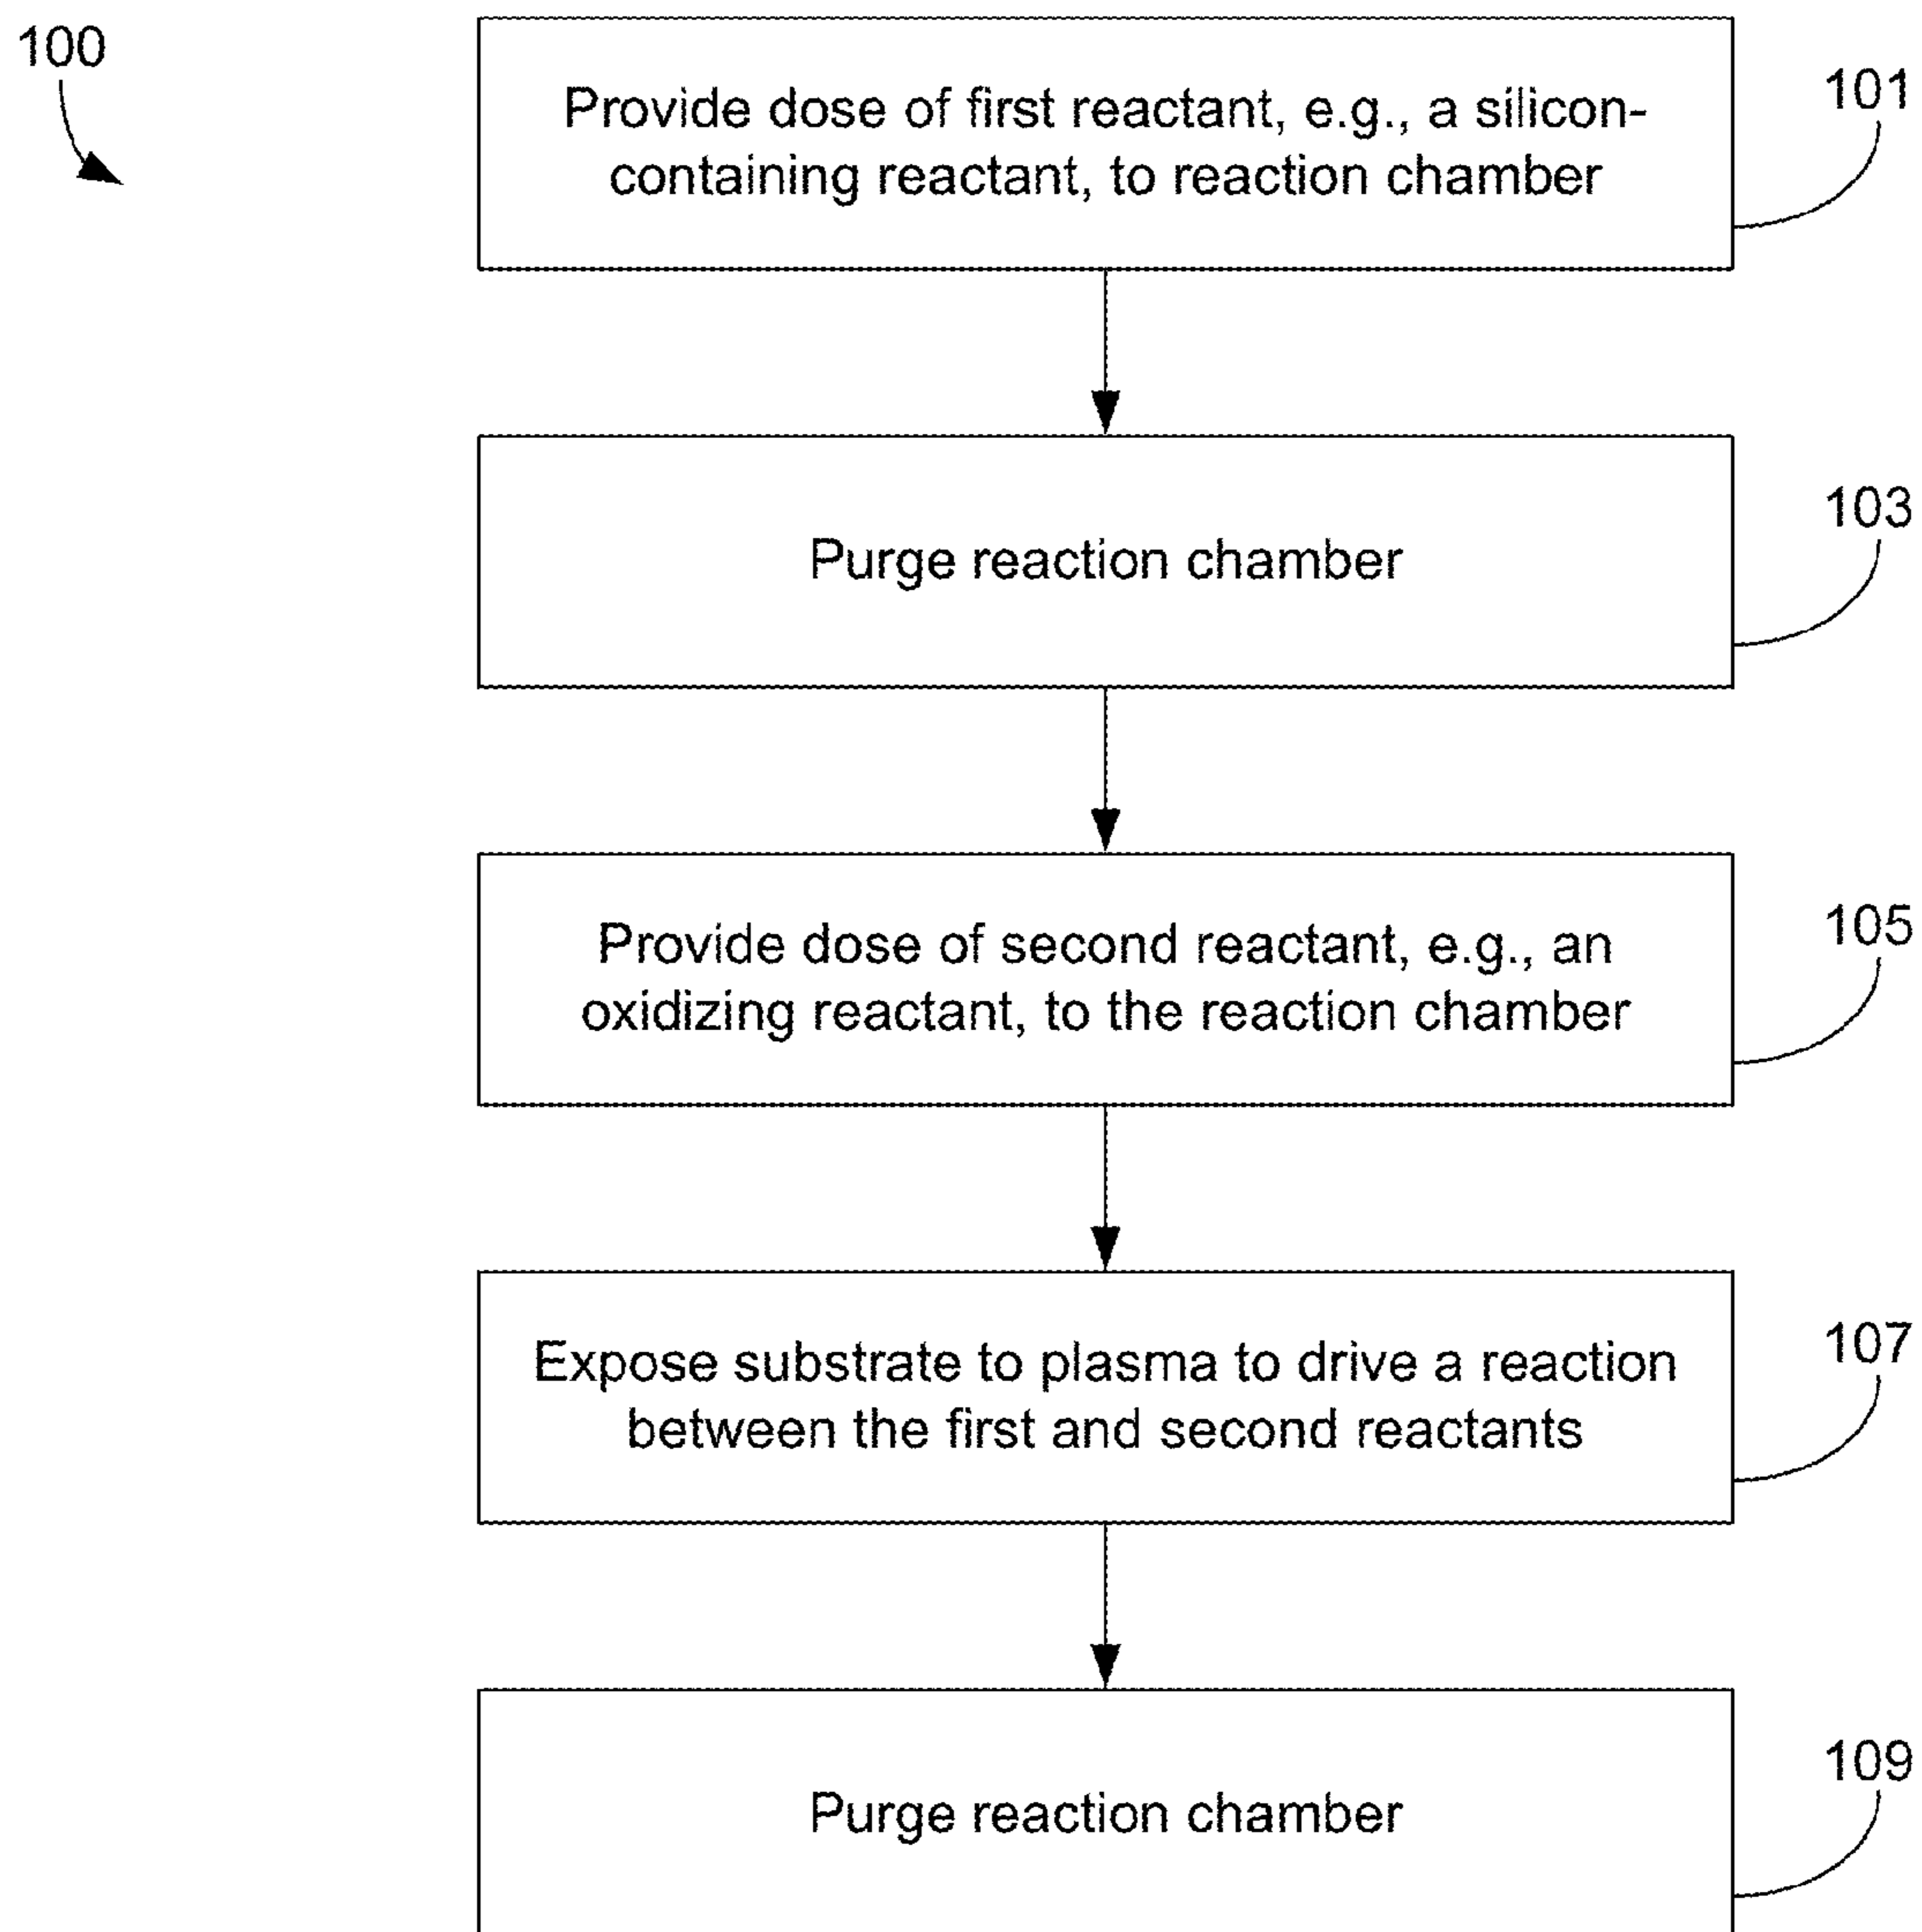 100
Provide dose of first reactant, e.g., a silicon-
containing reactant, to reaction chamber
101
Purge reaction chamber
103
Provide dose of second reactant, e.g., an
oxidizing reactant, to the reaction chamber
105
Expose substrate to plasma to drive a reaction
between the first and second reactants
107
Purge reaction chamber
109